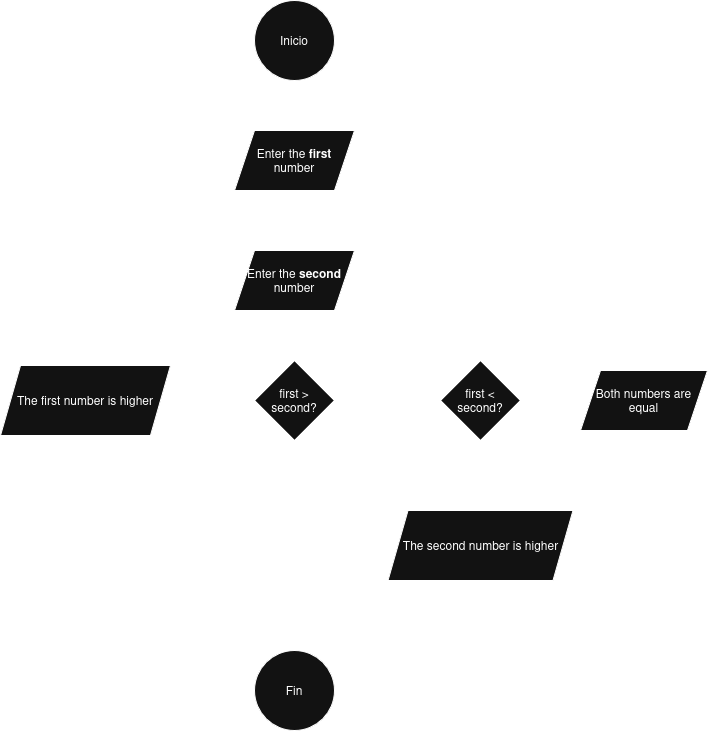 Inicio
Enter the first
number
Enter the second
number
The first number is higher
first >
second?
first <
second?
Both numbers are
equal
The second number is higher
Fin